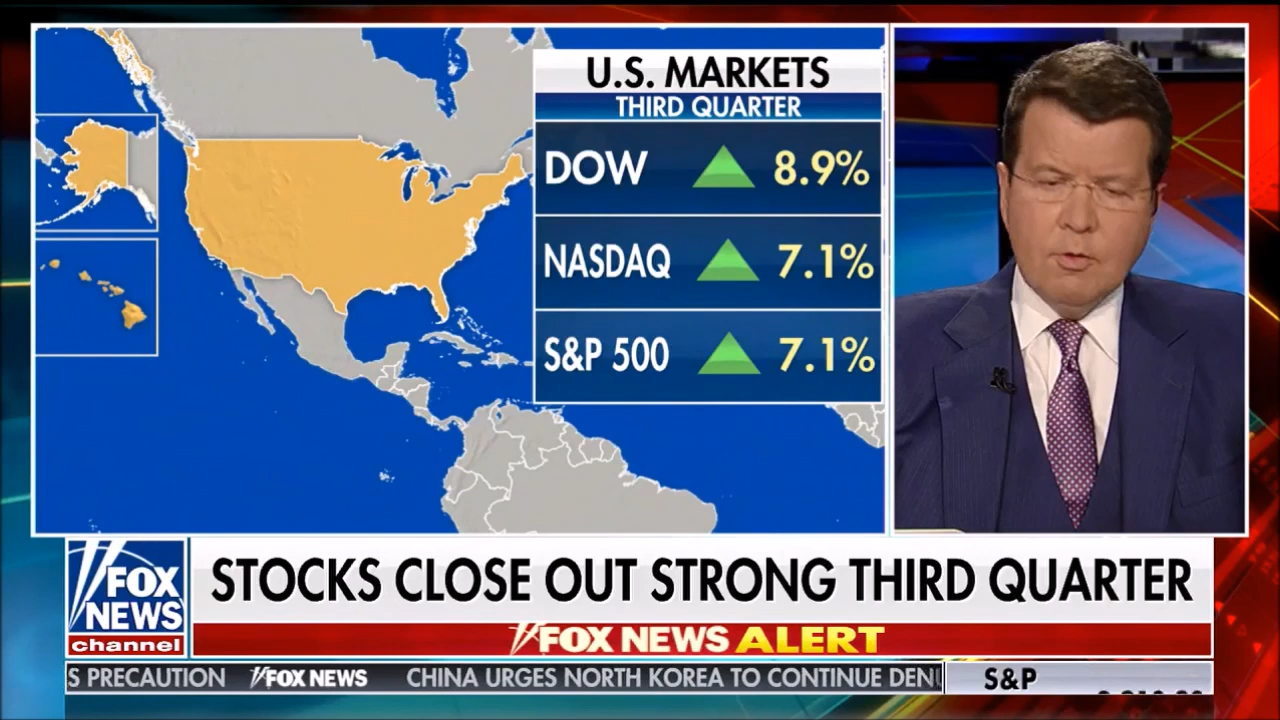 U.S. MARKETS
THIRD QUARTER
DOW 8.9%
NASDAQ 7.1%
S&P 500 7.1%
FOX
NEWS
channel
STOCKS CLOSE OUT STRONG THIRD QUARTER
FOX NEWS ALERT
S PRECAUTION FOX NEWS CHINA URGES NORTH KOREA TO CONTINUE S&P